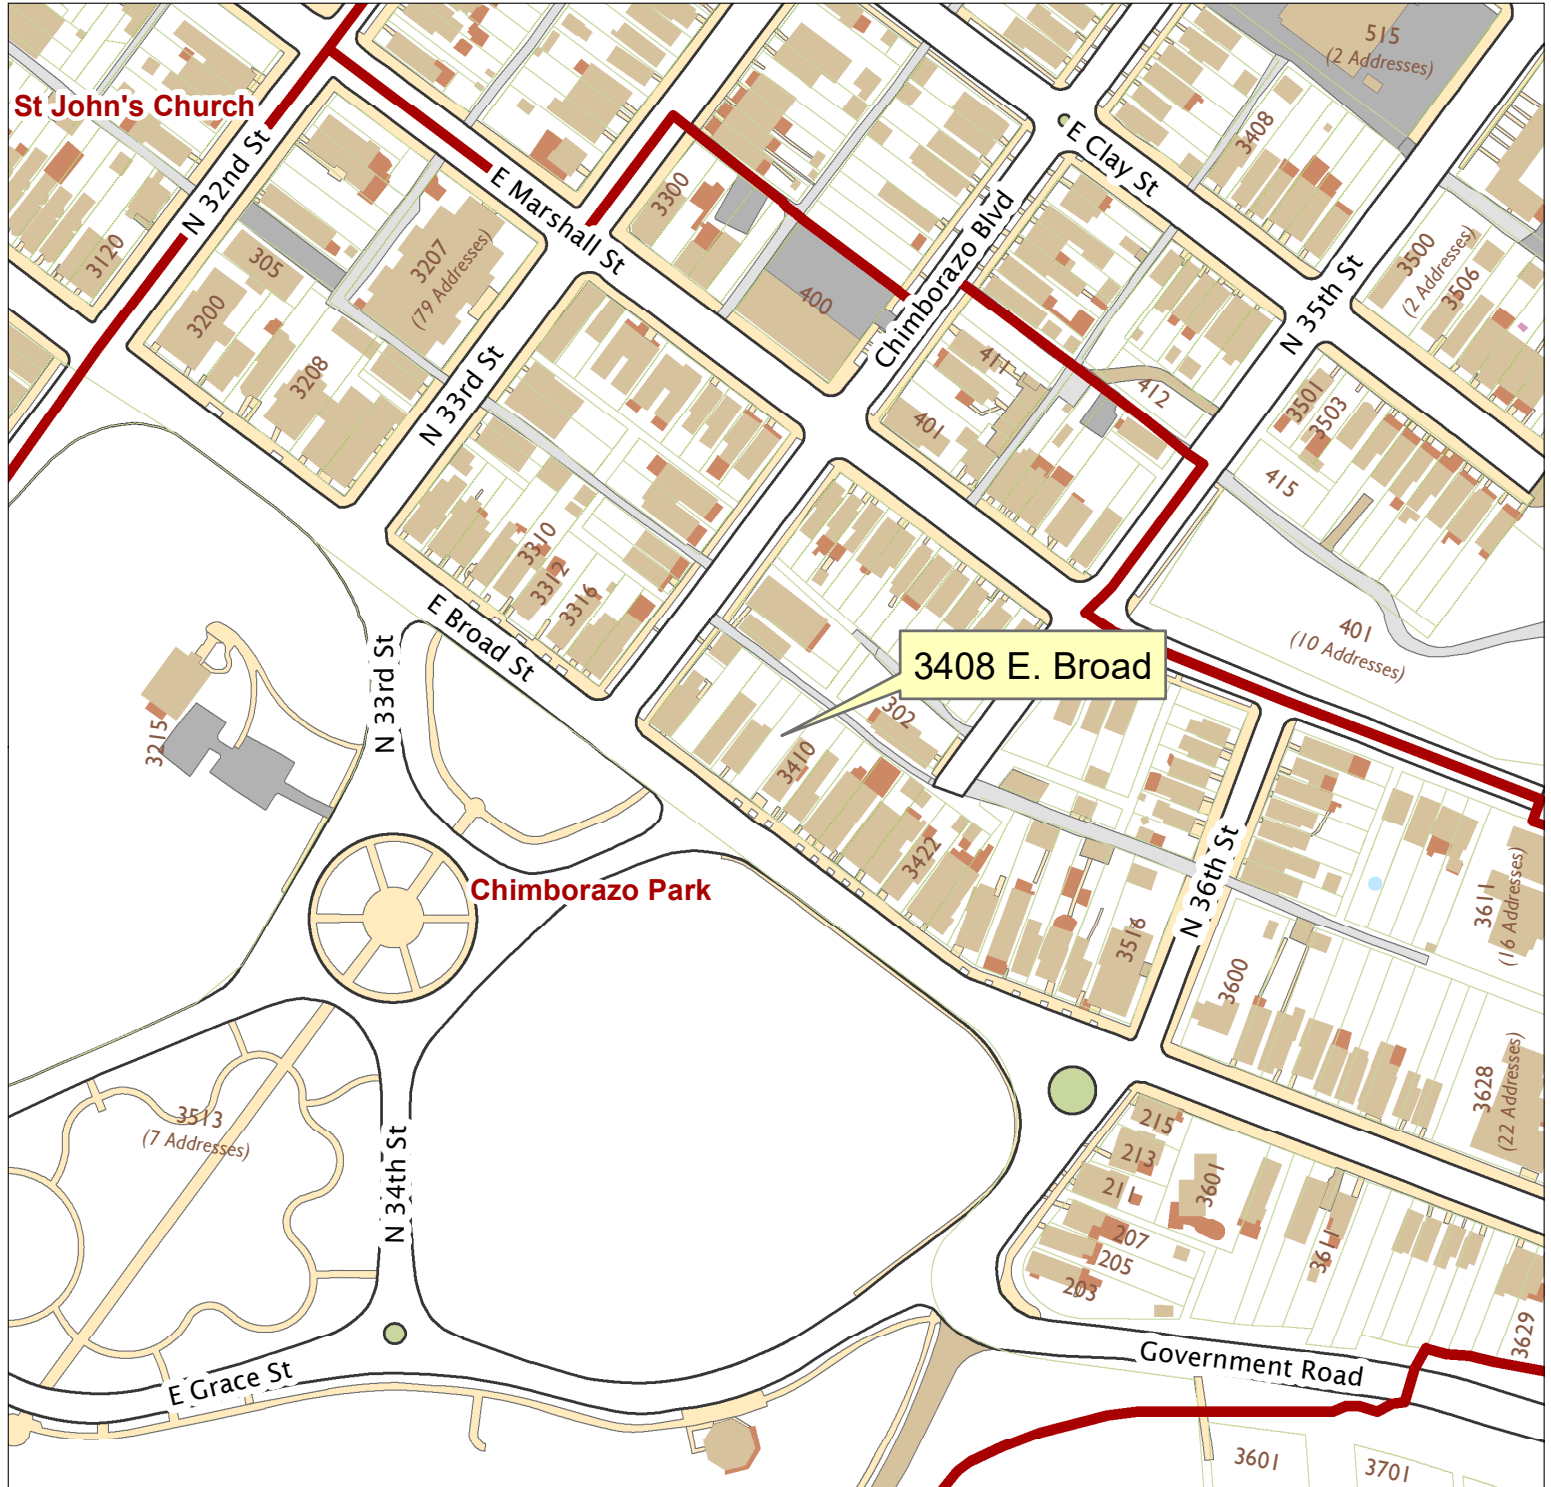 515
(2 Addresses)
St John's Church
N 32nd St
E Clay St
3408
E Marshall St
3300
3120
305
3207
(79 Addresses)
Chimborazo Blvd
3500
(2 Addresses)
3506
3200
400
N 35th St
3208
N 33rd St
411
412
401
3501
3503
415
3310
3312
3316
E Broad St
401
(10 Addresses)
3408 E. Broad
N 33rd St
302
3215
3410
3422
N 36th St
Chimborazo Park
3516
3611
(16 Addresses)
3600
3628
(22 Addresses)
3513
(7 Addresses)
215
213
211
3601
N 34th St
207
205
203
3611
3629
Government Road
E Grace St
3601
3701